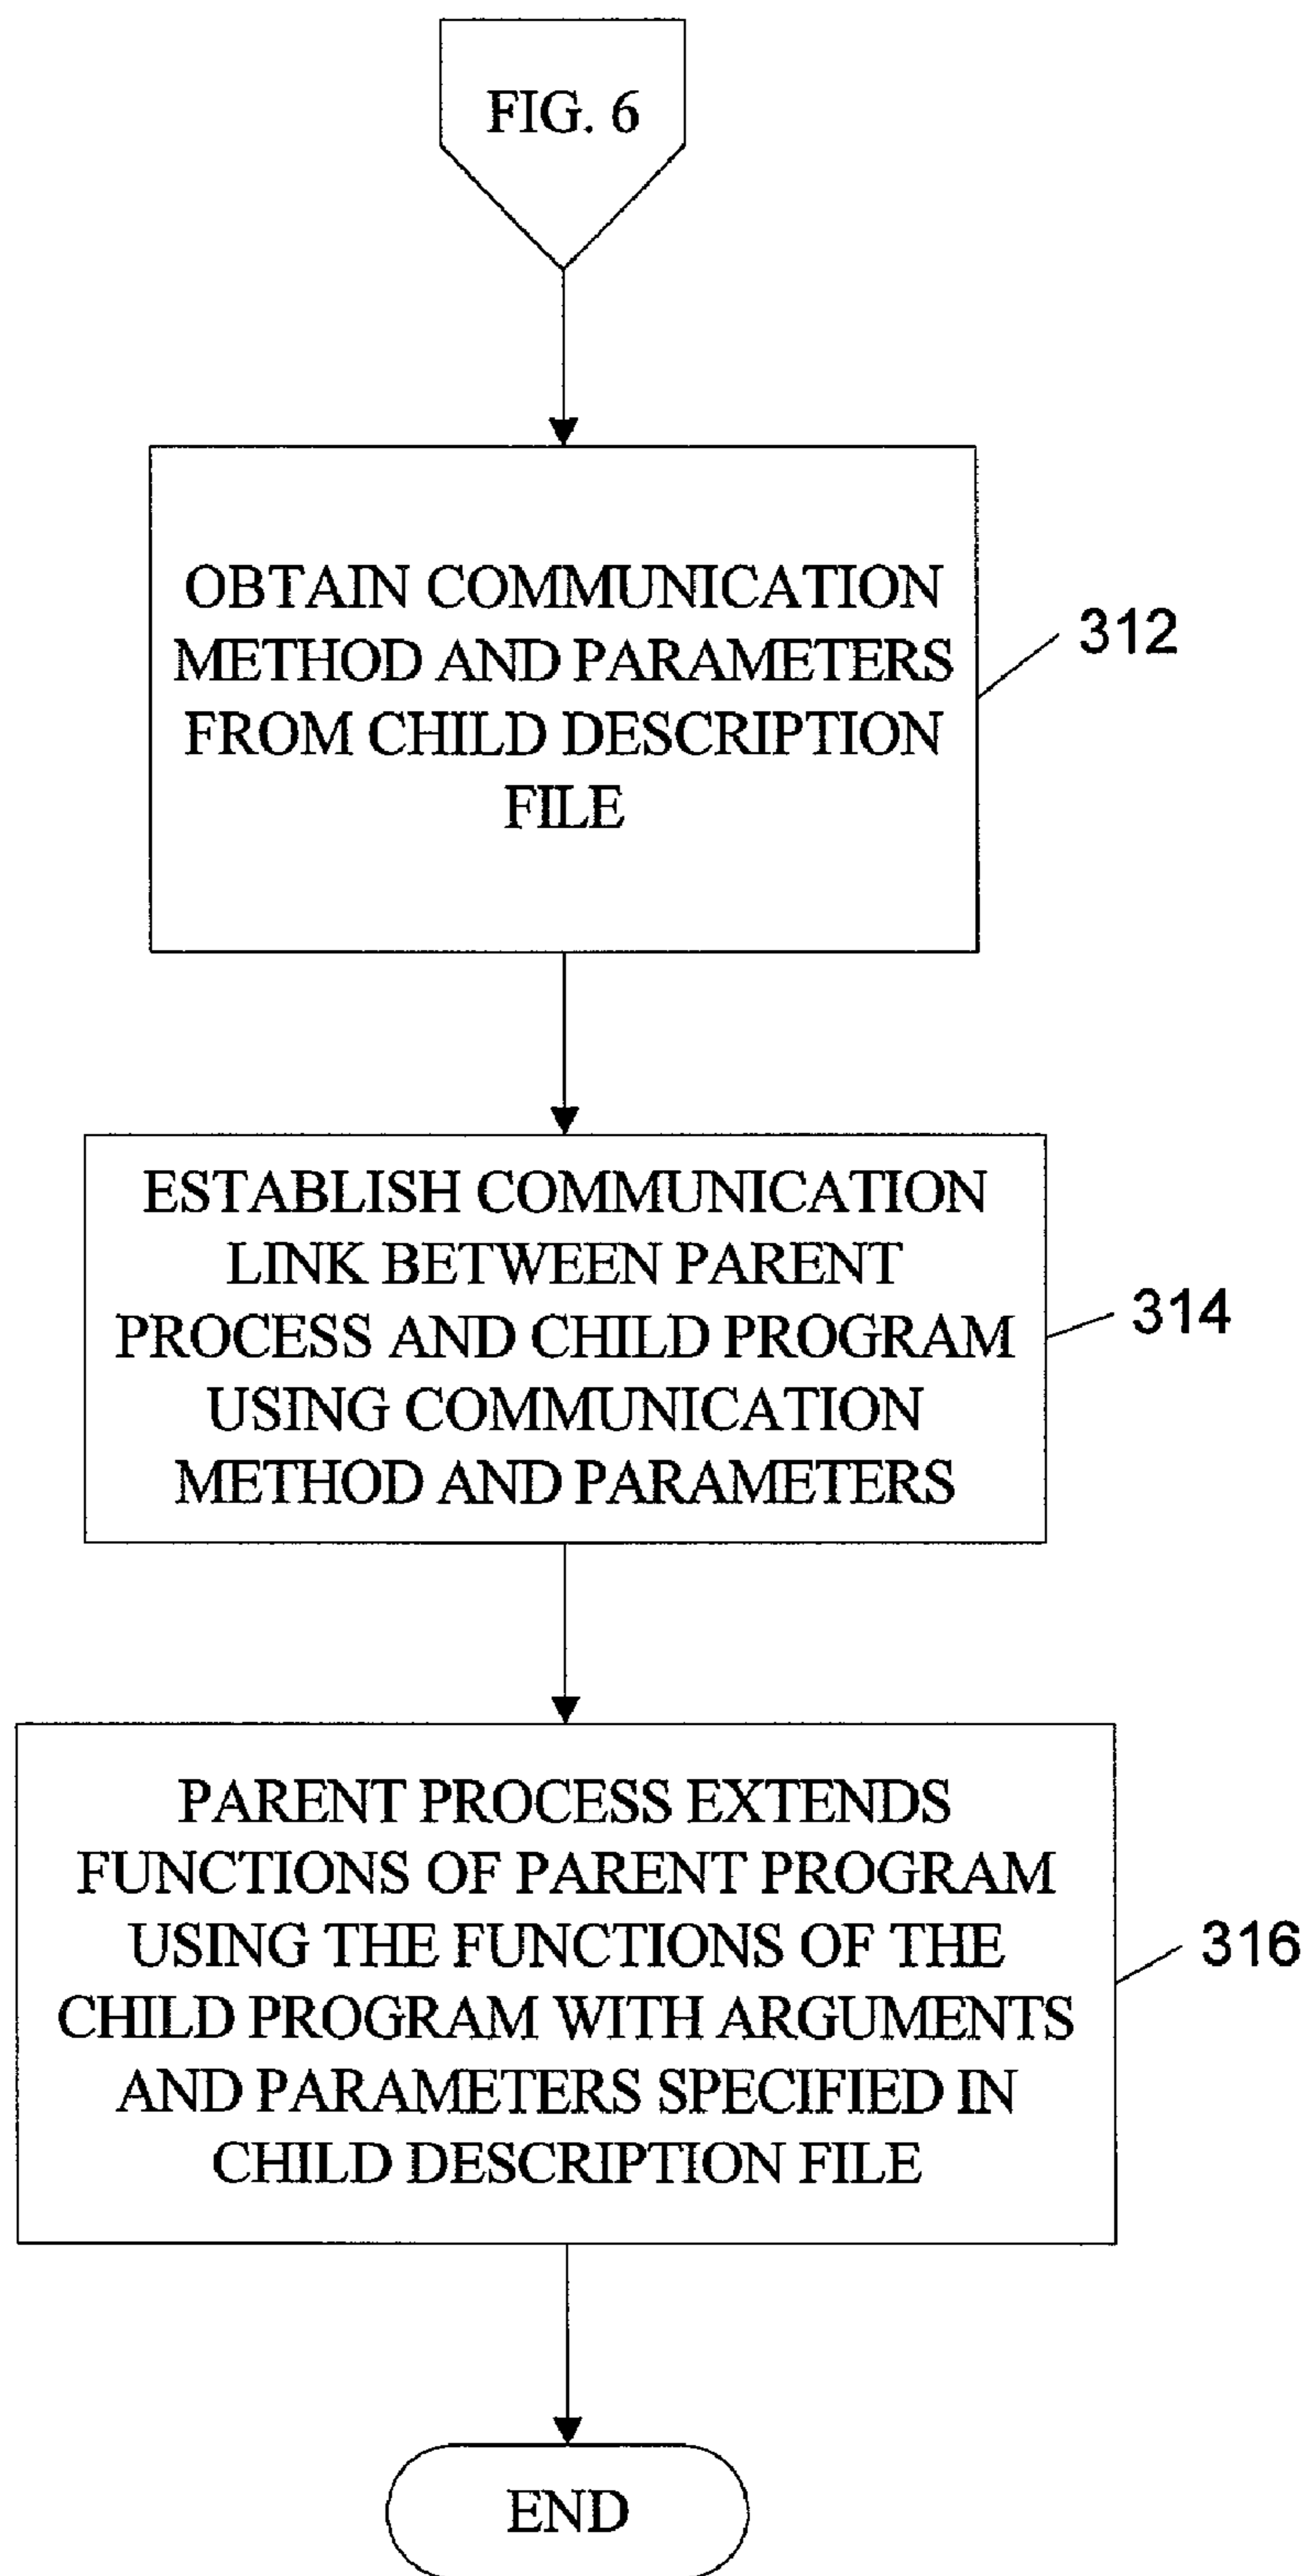 FIG. 6
OBTAIN COMMUNICATION
METHOD AND PARAMETERS
FROM CHILD DESCRIPTION
FILE
312
ESTABLISH COMMUNICATION
LINK BETWEEN PARENT
PROCESS AND CHILD PROGRAM
USING COMMUNICATION
METHOD AND PARAMETERS
314
PARENT PROCESS EXTENDS
FUNCTIONS OF PARENT PROGRAM
USING THE FUNCTIONS OF THE
CHILD PROGRAM WITH ARGUMENTS
AND PARAMETERS SPECIFIED IN
CHILD DESCRIPTION FILE
316
END